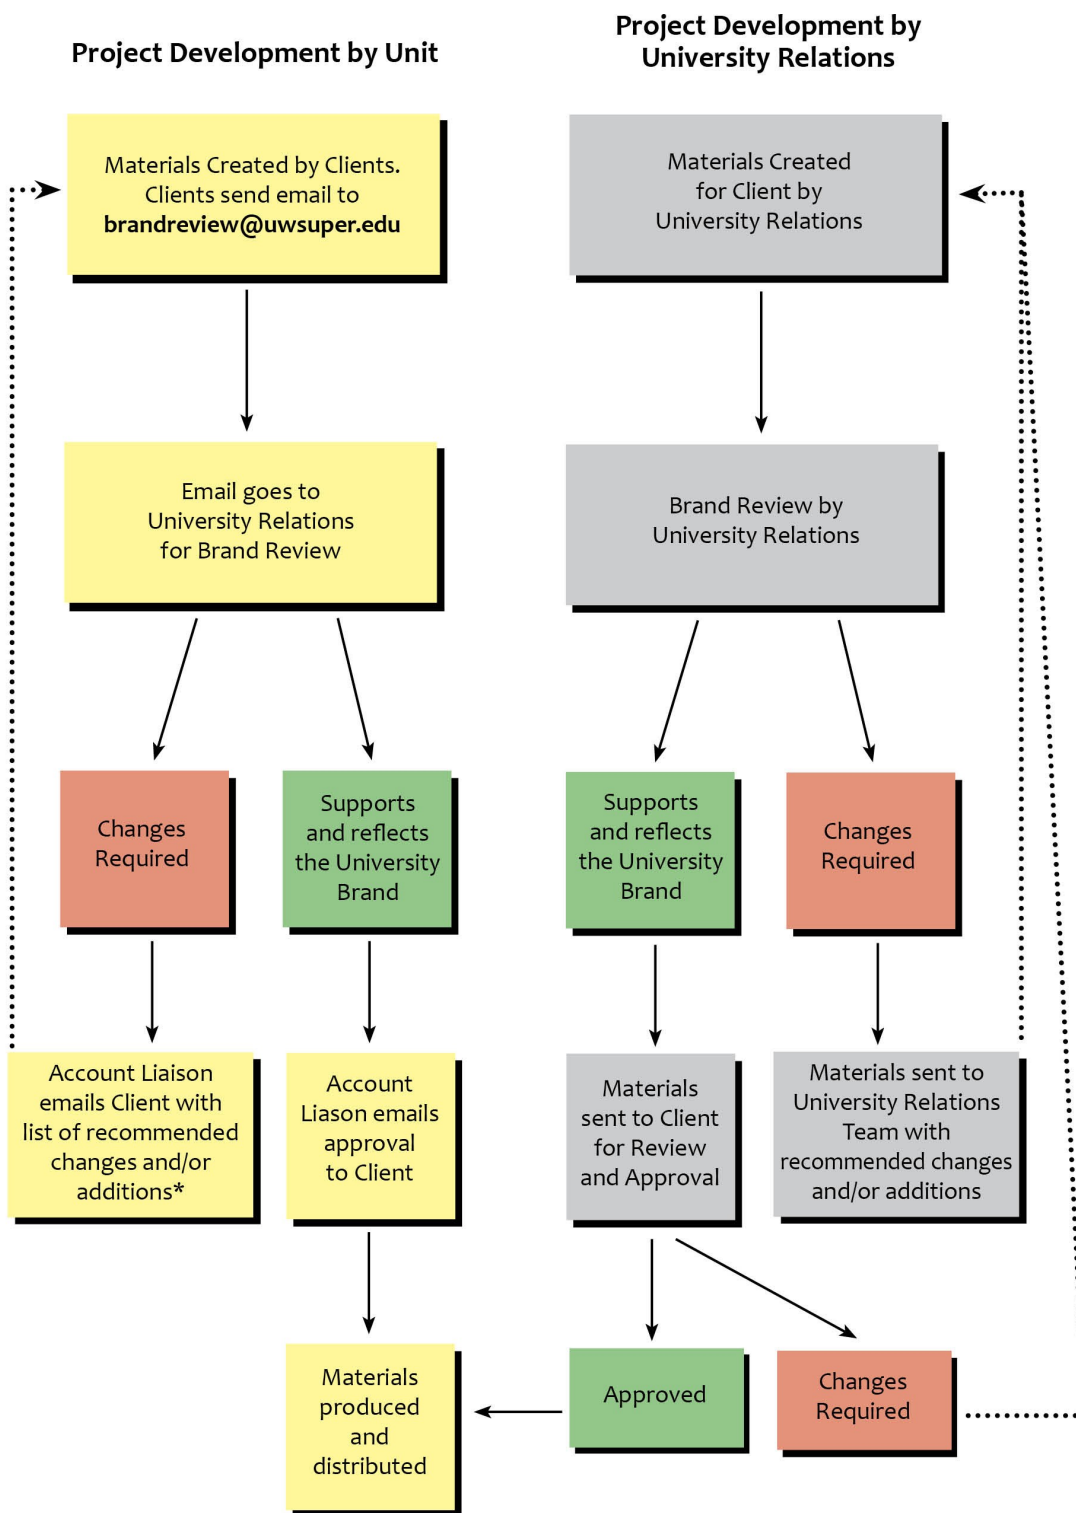 Project Development by Unit
Project Development by
University Relations
Materials Created by Clients.
Clients send email to
brandreview@uwsuper.edu
Materials Created
for Client by
University Relations
Email goes to
University Relations
for Brand Review
Brand Review by
University Relations
Changes
Required
Supports
and reflects
the University
Brand
Supports
and reflects
the University
Brand
Changes
Required
Account Liaison
emails Client with
list of recommended
changes and/or
additions*
Account
Liason emails
approval
to Client
Materials
sent to Client
for Review
and Approval
Materials sent to
University Relations
Team with
recommended changes
and/or additions
Materials
produced
and
distributed
Approved
Changes
Required